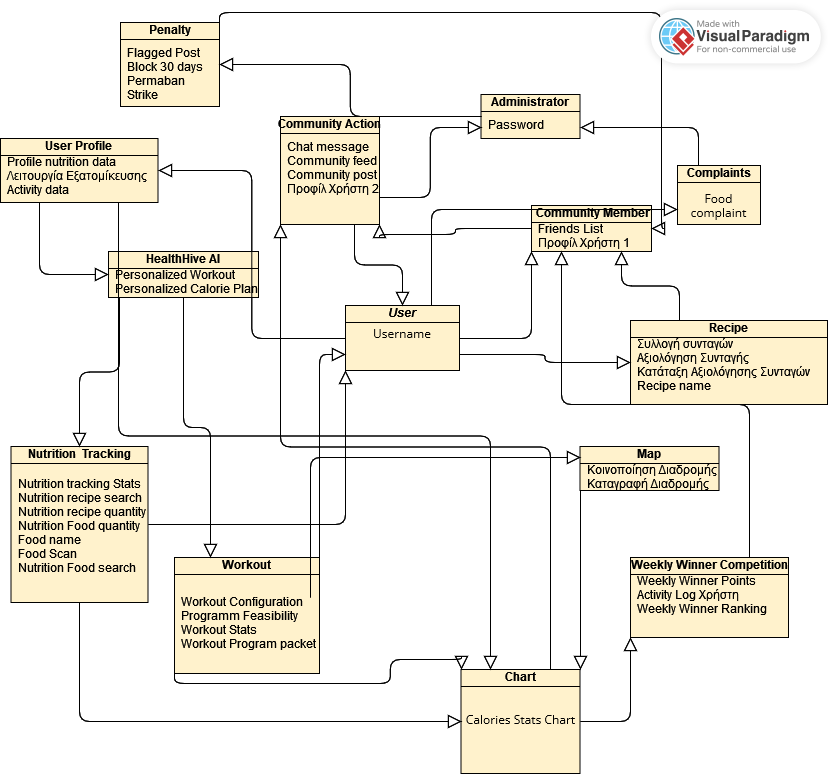 Made with
VisualParadigm
For non-commercial use
Penalty
Flagged Post
Block 30 days
Permaban
Strike
Administrator
Password
Community Action
Chat message
Community feed
Community post
Προφίλ Χρήστη 2
User Profile
Profile nutrition data
Λειτουργία Εξατομίκευσης
Activity data
Complaints
Food
complaint
Community Member
Friends List
Προφίλ Χρήστη 1
HealthHive AI
Personalized Workout
Personalized Calorie Plan
User
Username
Recipe
Συλλογή συνταγών
Αξιολόγηση Συνταγής
Κατάταξη Αξιολόγησης Συνταγών
Recipe name
Nutrition Tracking
Nutrition tracking Stats
Nutrition recipe search
Nutrition recipe quantity
Nutrition Food quantity
Food name
Food Scan
Nutrition Food search
Map
Κοινοποίηση Διαδρομής
Καταγραφή Διαδρομής
Workout
Workout Configuration
Programm Feasibility
Workout Stats
Workout Program packet
Weekly Winner Competition
Weekly Winner Points
Activity Log Χρήστη
Weekly Winner Ranking
Chart
Calories Stats Chart